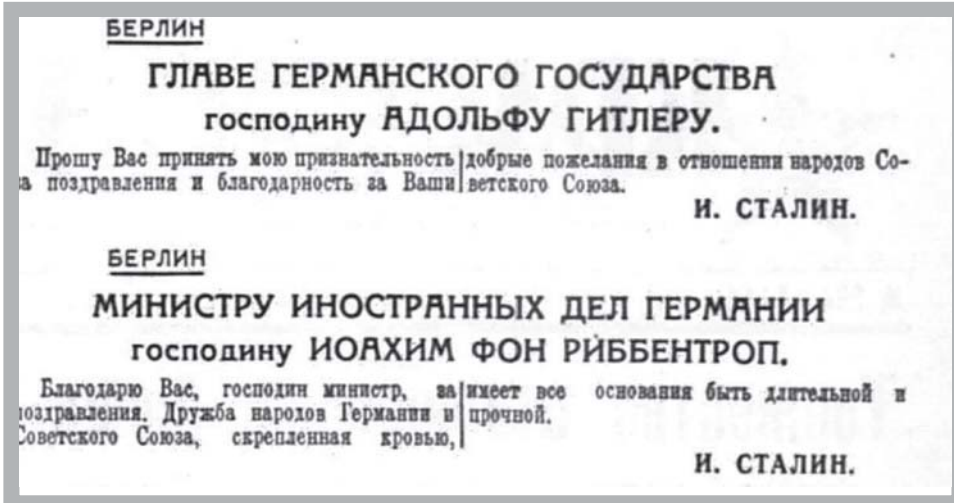 БЕРЛИН
ГЛАВЕ ГЕРМАНСКОГО ГОСУДАРСТВА
господину АДОЛЬФУ ГИТЛЕРУ.
Прошу Вас принять мою признательность
за поздравления и благодарность за Ваши
добрые пожелания в отношении народов Со-
ветского Союза.
И. СТАЛИН.
БЕРЛИН
МИНИСТРУ ИНОСТРАННЫХ ДЕЛ ГЕРМАНИИ
господину ИОАХИМ ФОН РИББЕНТРОП.
Благодарю Вас, господин министр, за
поздравления. Дружба народов Германии и
Советского Союза, скрепленная кровью,
имеет все основания быть длительной и
прочной.
И. СТАЛИН.